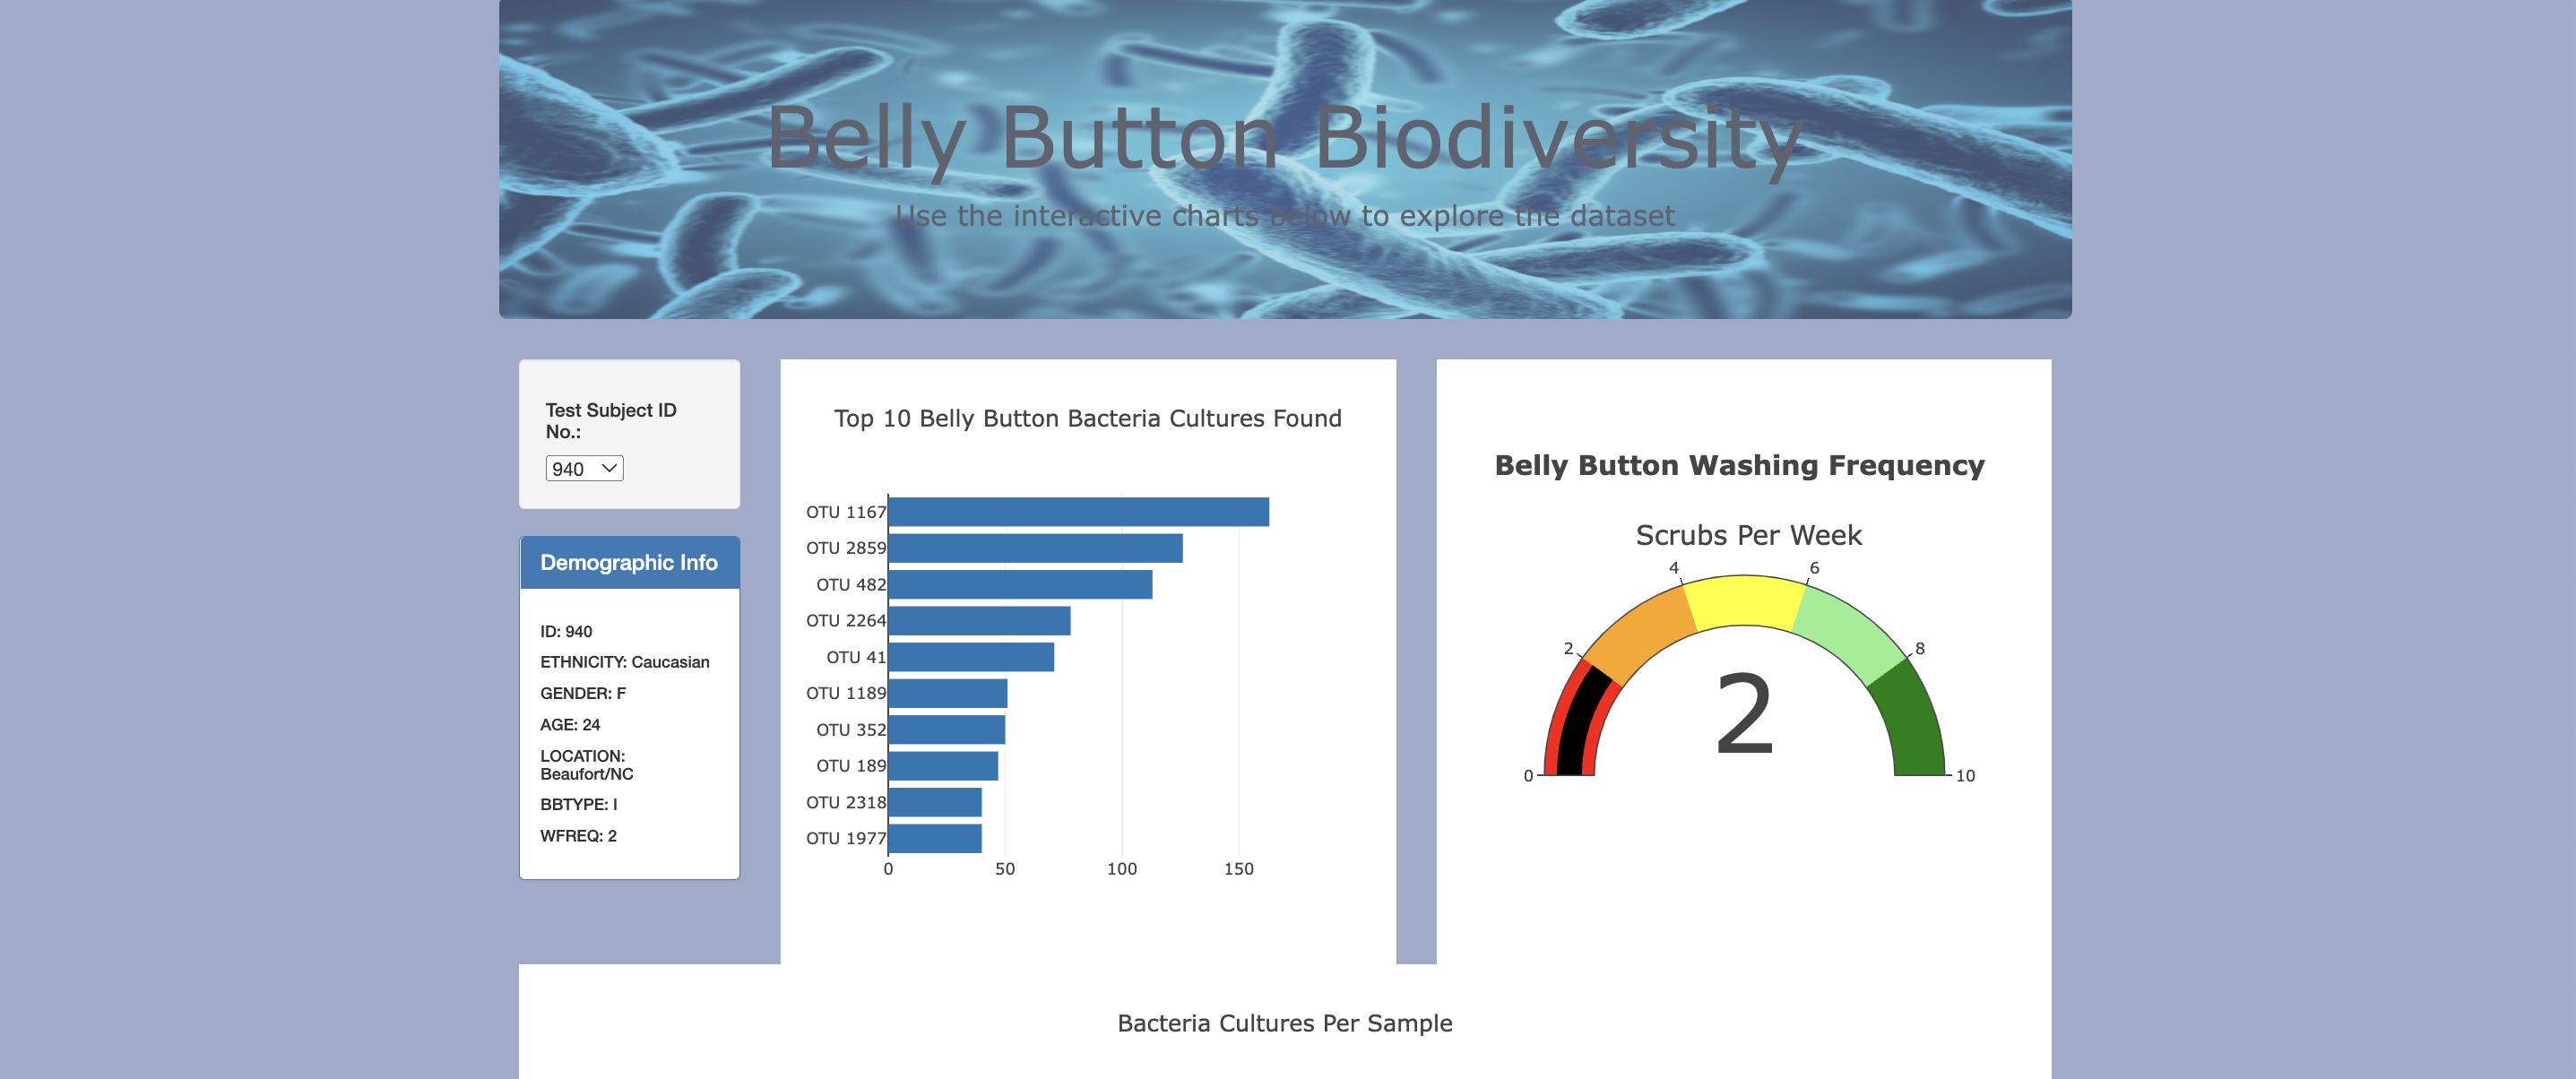 Belly Button Biodiversity
Use the interactive charts below to explore the dataset
Test Subject ID
No.:
940
Demographic Info
ID: 940
ETHNICITY: Caucasian
GENDER: F
AGE: 24
LOCATION:
Beaufort/NC
BBTYPE: I
WFREQ: 2
Top 10 Belly Button Bacteria Cultures Found
OTU 1167
OTU 2859
OTU 482
OTU 2264
OTU 41
OTU 1189
OTU 352
OTU 189
OTU 2318
OTU 1977
0 50 100 150
Belly Button Washing Frequency
Scrubs Per Week
4 6
2 8
2
0 10
Bacteria Cultures Per Sample